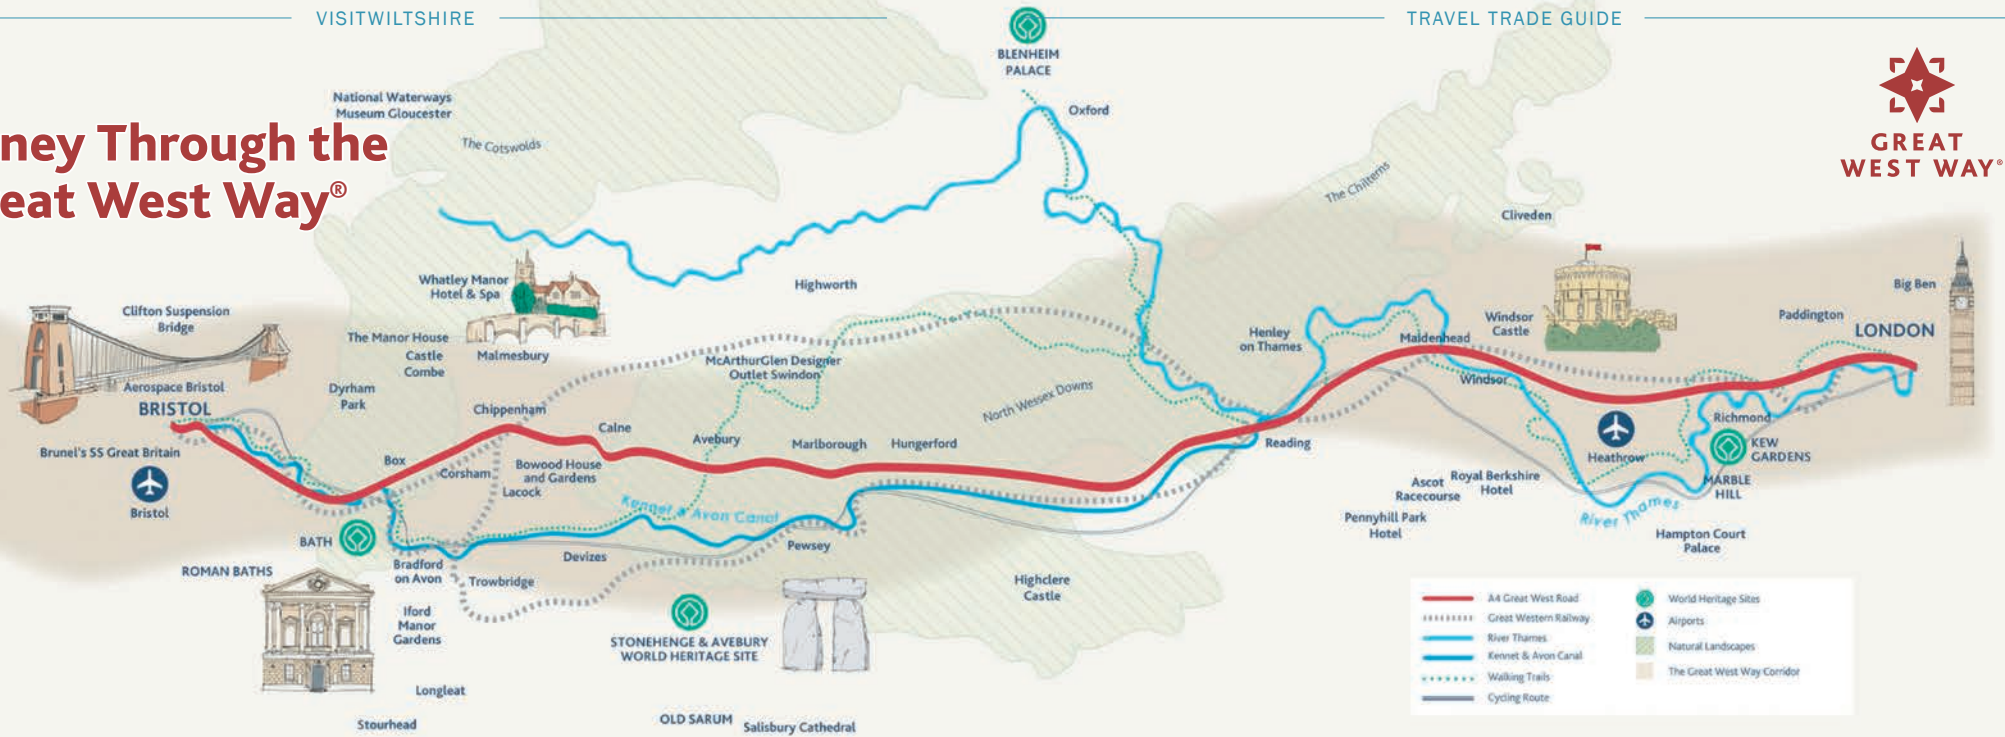 VISITWILTSHIRE
TRAVEL TRADE GUIDE
ney Through the
eat West Way®
GREAT
WEST WAY®
BLENHEIM
PALACE
Oxford
National Waterways
Museum Gloucester
The Cotswolds
The Chilterns
Cliveden
Whatley Manor
Hotel & Spa
Highworth
Big Ben
Clifton Suspension
Bridge
The Manor House
Castle
Combe
Malmesbury
McArthurGlen Designer
Outlet Swindon
Henley
on Thames
Maidenhead
Windsor
Castle
Paddington
LONDON
Aerospace Bristol
BRISTOL
Dyrham
Park
North Wessex Downs
Windsor
Chippenham
Calne
Avebury
Marlborough
Hungerford
Reading
Richmond
KEW
GARDENS
Brunel's SS Great Britain
Box
Corsham
Bowood House
and Gardens
Lacock
Heathrow
MARBLE
HILL
Bristol
Kennet & Avon Canal
Ascot
Racecourse
Royal Berkshire
Hotel
Pennyhill Park
Hotel
River Thames
Hampton Court
Palace
BATH
ROMAN BATHS
Bradford
on Avon
Trowbridge
Devizes
Pewsey
Highclere
Castle
Iford
Manor
Gardens
STONEHENGE & AVEBURY
WORLD HERITAGE SITE
Longleat
Stourhead
OLD SARUM
Salisbury Cathedral
A4 Great West Road
Great Western Railway
River Thames
Kennet & Avon Canal
Walking Trails
Cycling Route
World Heritage Sites
Airports
Natural Landscapes
The Great West Way Corridor